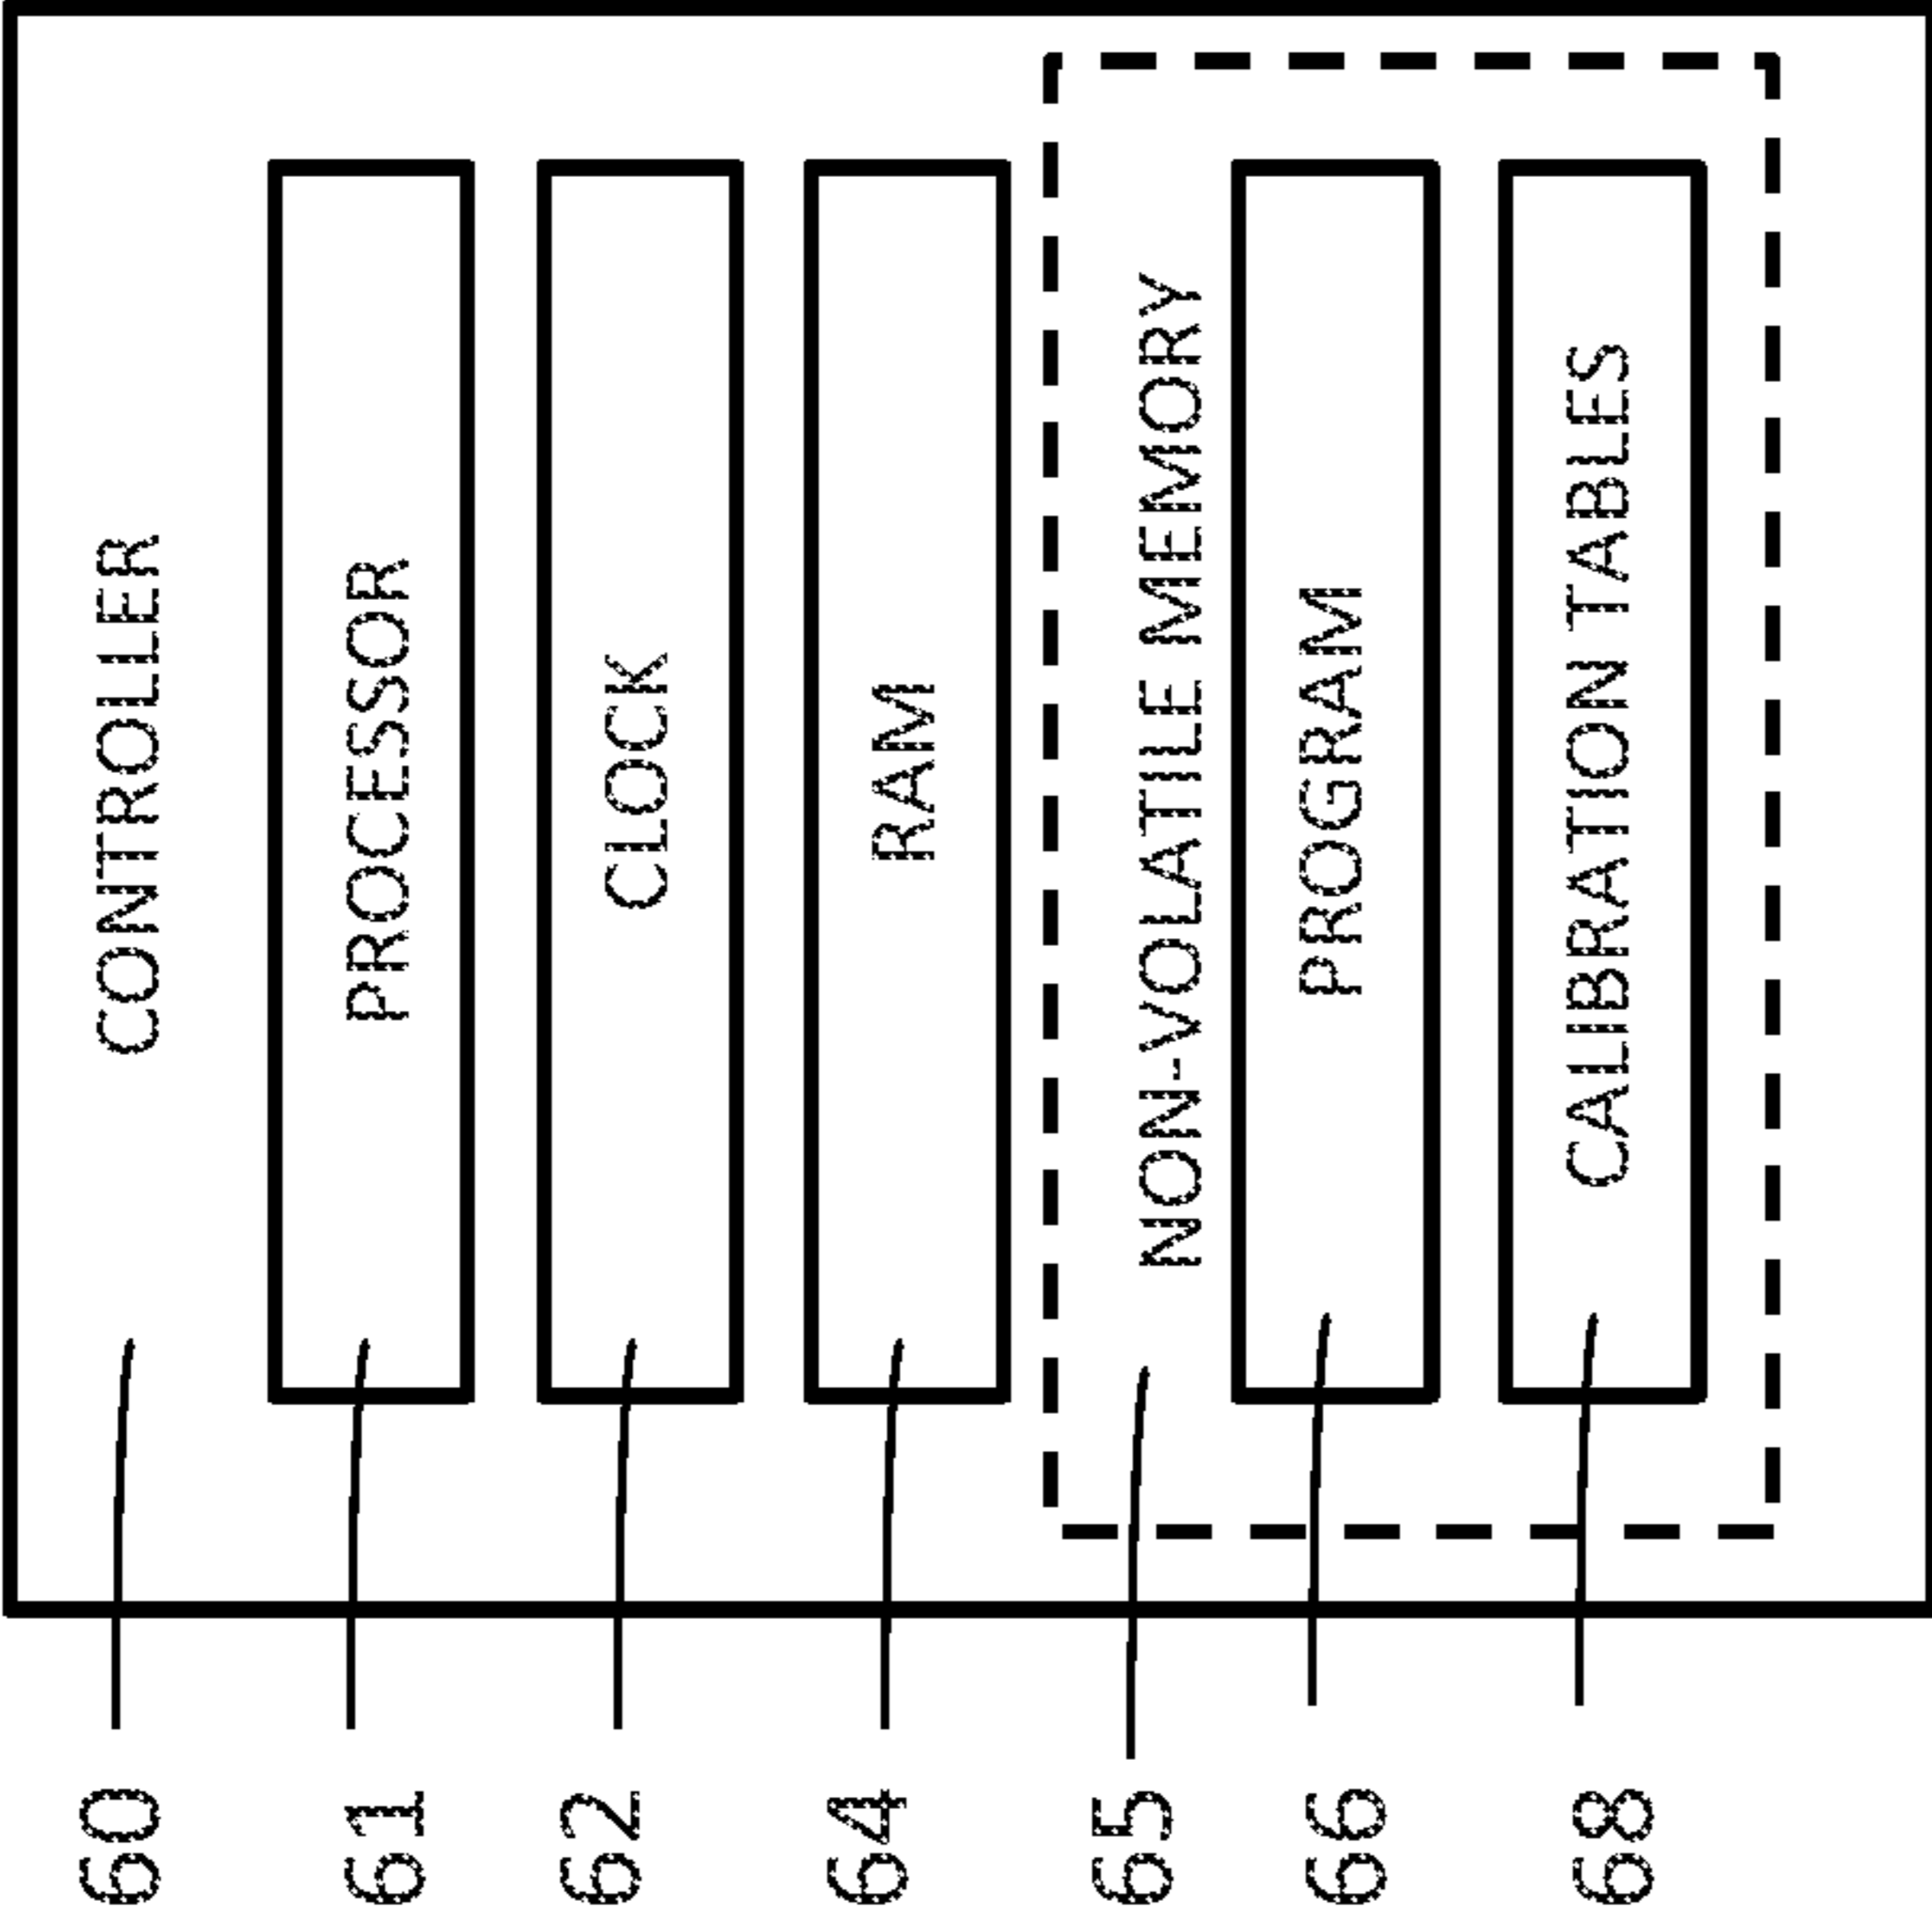 60 CONTROLLER
61 PROCESSOR
62 CLOCK
64 RAM
65 NON-VOLATILE MEMORY
66 PROGRAM
68 CALIBRATION TABLES